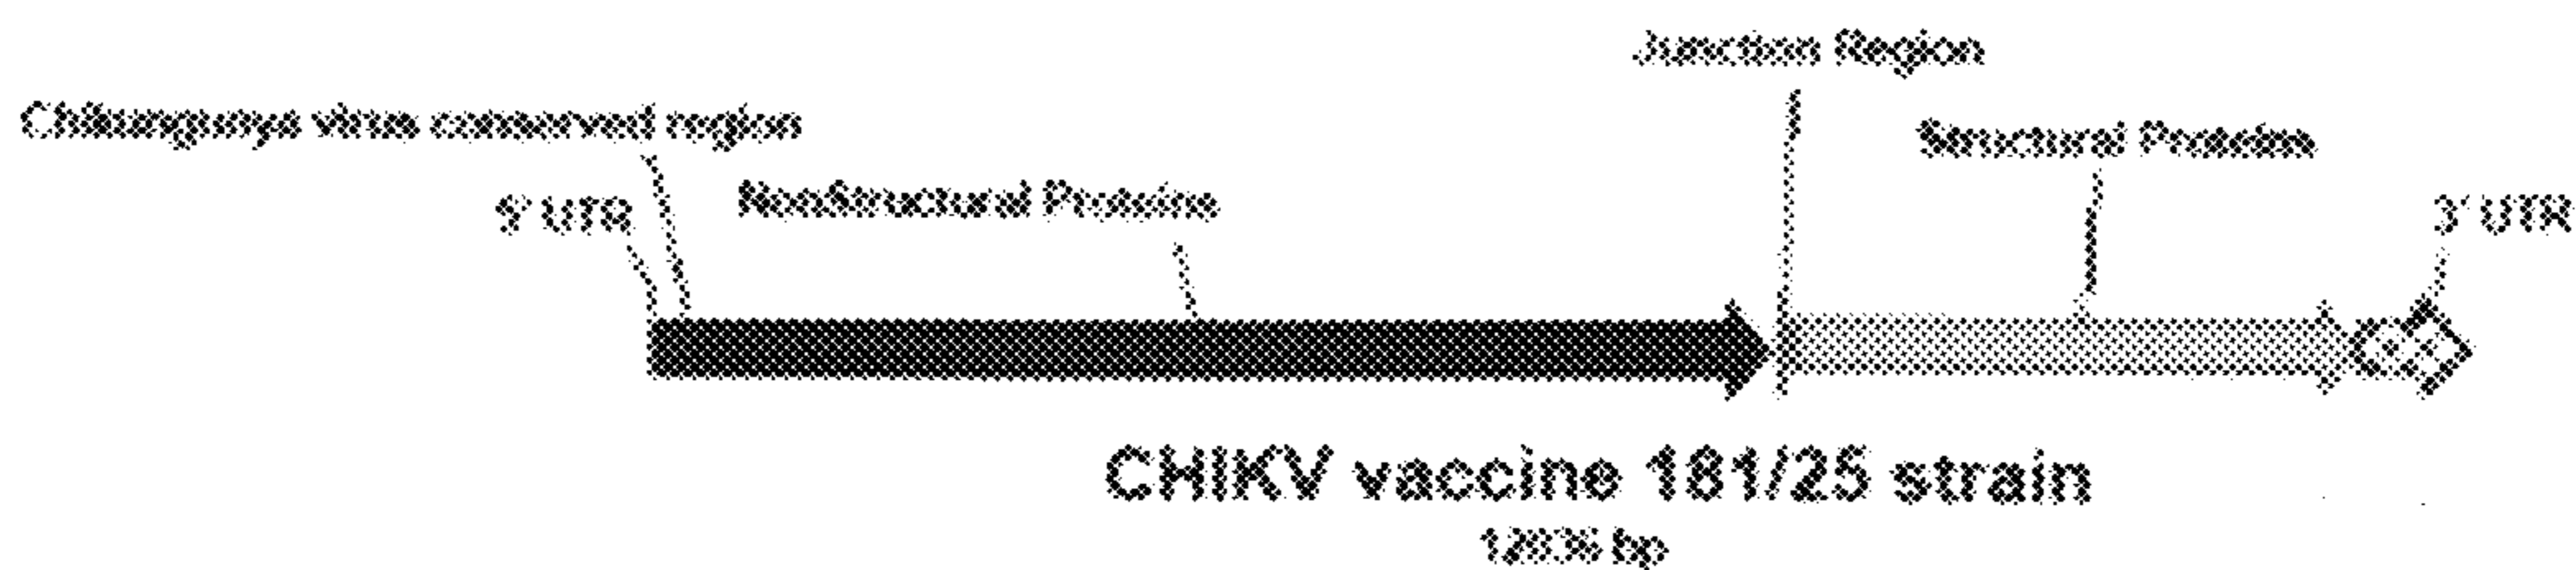 Junction Region
Chikungunya virus conserved region
Structural Proteins
5' UTR
NonStructural Proteins
3' UTR
CHIKV vaccine 181/25 strain
bp